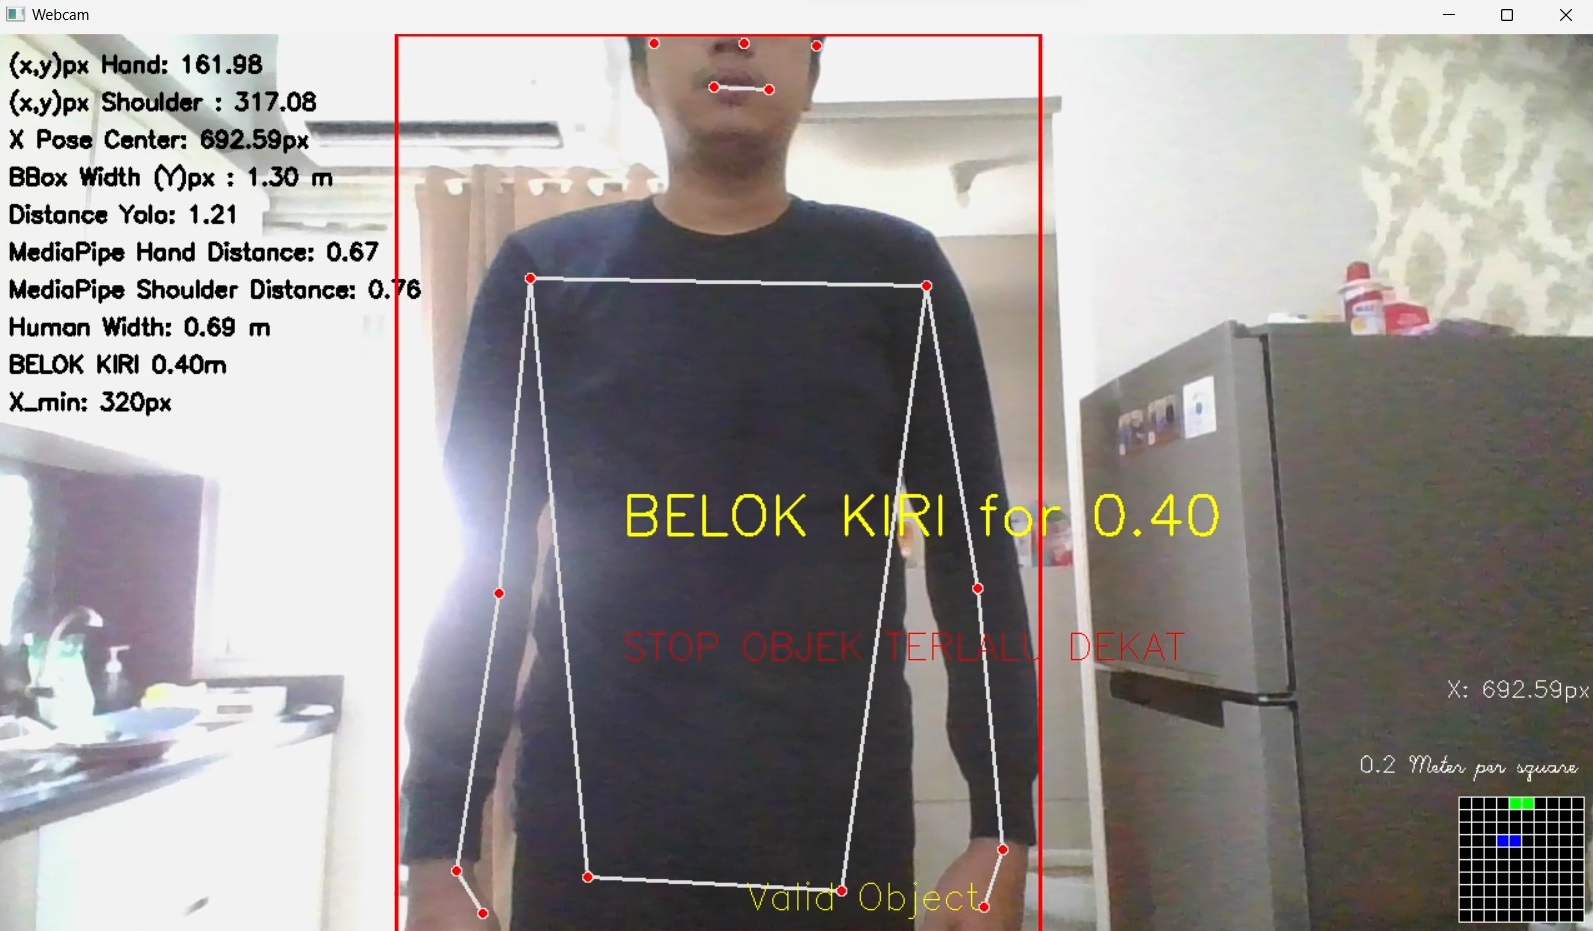 Webcam
(x,y)px Hand: 161.98
(x,y)px Shoulder : 317.08
X Pose Center: 692.59px
BBox Width (Y)px : 1.30 m
Distance Yolo: 1.21
MediaPipe Hand Distance: 0.67
MediaPipe Shoulder Distance: 0.76
Human Width: 0.69 m
BELOK KIRI 0.40m
X_min: 320px
BELOK KIRI for 0.40
STOP OBJEK TERLALU DEKAT
X: 692.59px
0.2 Meter per square
Valid Object